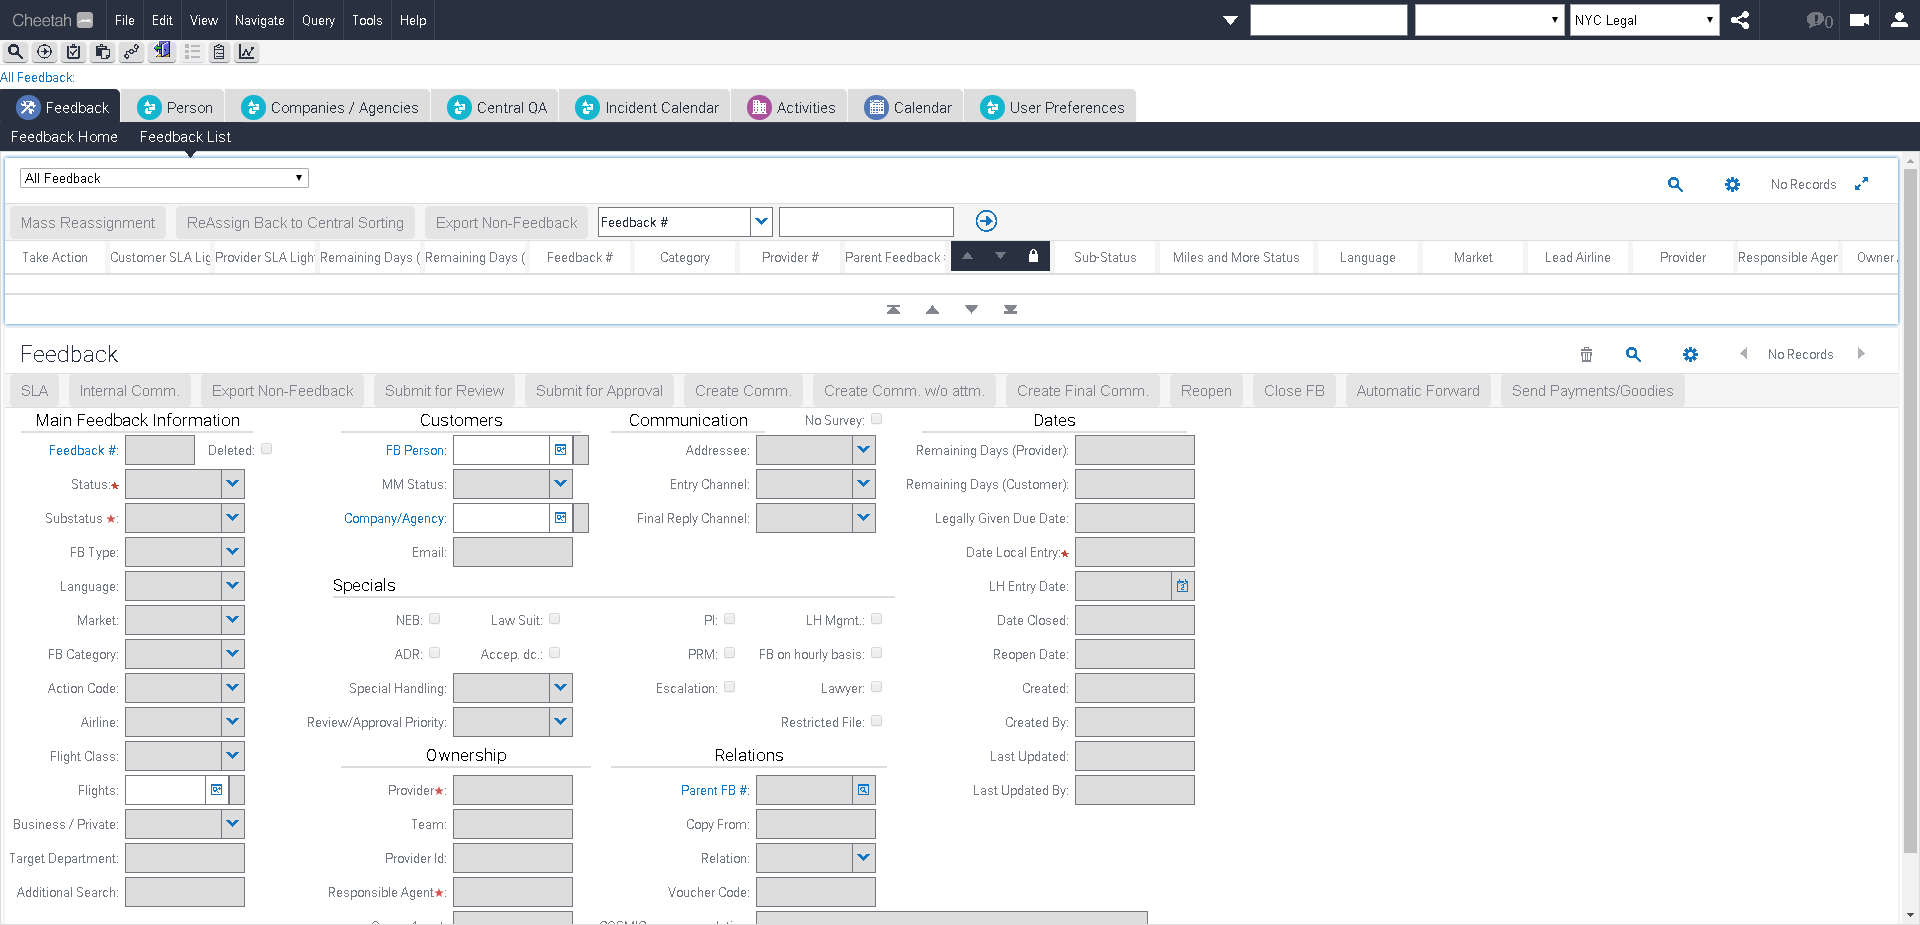 Cheetah File Edit View Navigate Query Tools Help NYC Legal 0
All Feedback:
Feedback Person Companies / Agencies Central QA Incident Calendar Activities Calendar User Preferences
Feedback Home Feedback List
All Feedback No Records
Mass Reassignment ReAssign Back to Central Sorting Export Non-Feedback Feedback #
Take Action Customer SLA Lig Provider SLA Ligh Remaining Days ( Remaining Days ( Feedback # Category Provider # Parent Feedback Sub-Status Miles and More Status Language Market Lead Airline Provider Responsible Ager Owner
Feedback No Records
SLA Internal Comm. Export Non-Feedback Submit for Review Submit for Approval Create Comm. Create Comm. w/o attm. Create Final Comm. Reopen Close FB Automatic Forward Send Payments/Goodies
Main Feedback Information Customers Communication No Survey: Dates
Feedback #: Deleted: FB Person: Addressee: Remaining Days (Provider):
Status:★ MM Status: Entry Channel: Remaining Days (Customer):
Substatus ★: Company/Agency: Final Reply Channel: Legally Given Due Date:
FB Type: Email: Date Local Entry:★
Language: Specials LH Entry Date:
Market: NEB: Law Suit: PI: LH Mgmt.: Date Closed:
FB Category: ADR: Accep. dc.: PRM: FB on hourly basis: Reopen Date:
Action Code: Special Handling: Escalation: Lawyer: Created:
Airline: Review/Approval Priority: Restricted File: Created By:
Flight Class: Ownership Relations Last Updated:
Flights: Provider★: Parent FB #: Last Updated By:
Business / Private: Team: Copy From:
Target Department: Provider Id: Relation:
Additional Search: Responsible Agent★: Voucher Code: